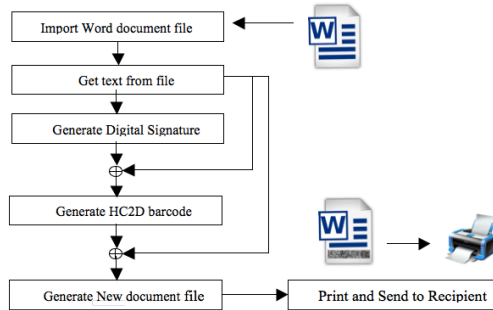 Import Word document file
W
Get text from file
Generate Digital Signature
Generate HC2D barcode
W
Generate New document file
Print and Send to Recipient